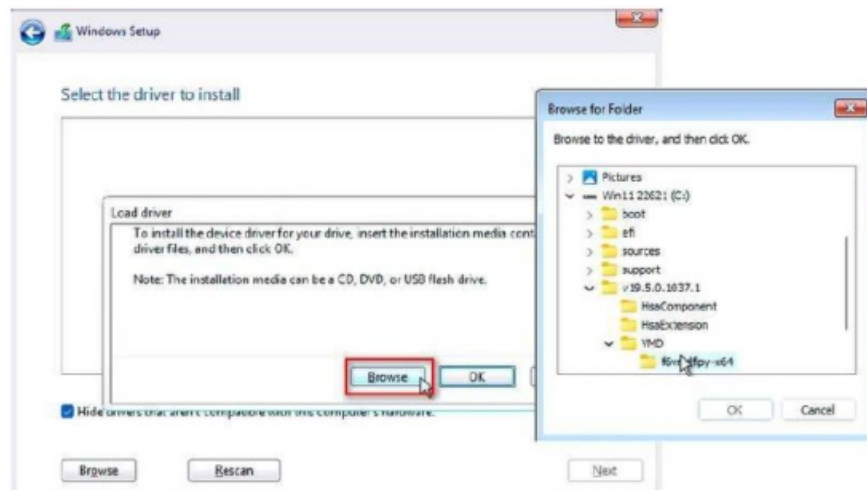 Windows Setup
Select the driver to install
Load driver
To install the device driver for your drive, insert the installation media cont
driver files, and then click OK.
Note: The installation media can be a CD, DVD, or USB flash drive.
Browse
OK
Hide drivers that aren't compatible with this computer's hardware.
Browse
Rescan
Next
Browse for Folder
Browse to the driver, and then click OK.
Pictures
Win11 22621 (C:)
boot
efi
sources
support
v19.5.0.1037.1
HsaComponent
HsaExtension
VMD
OK
Cancel